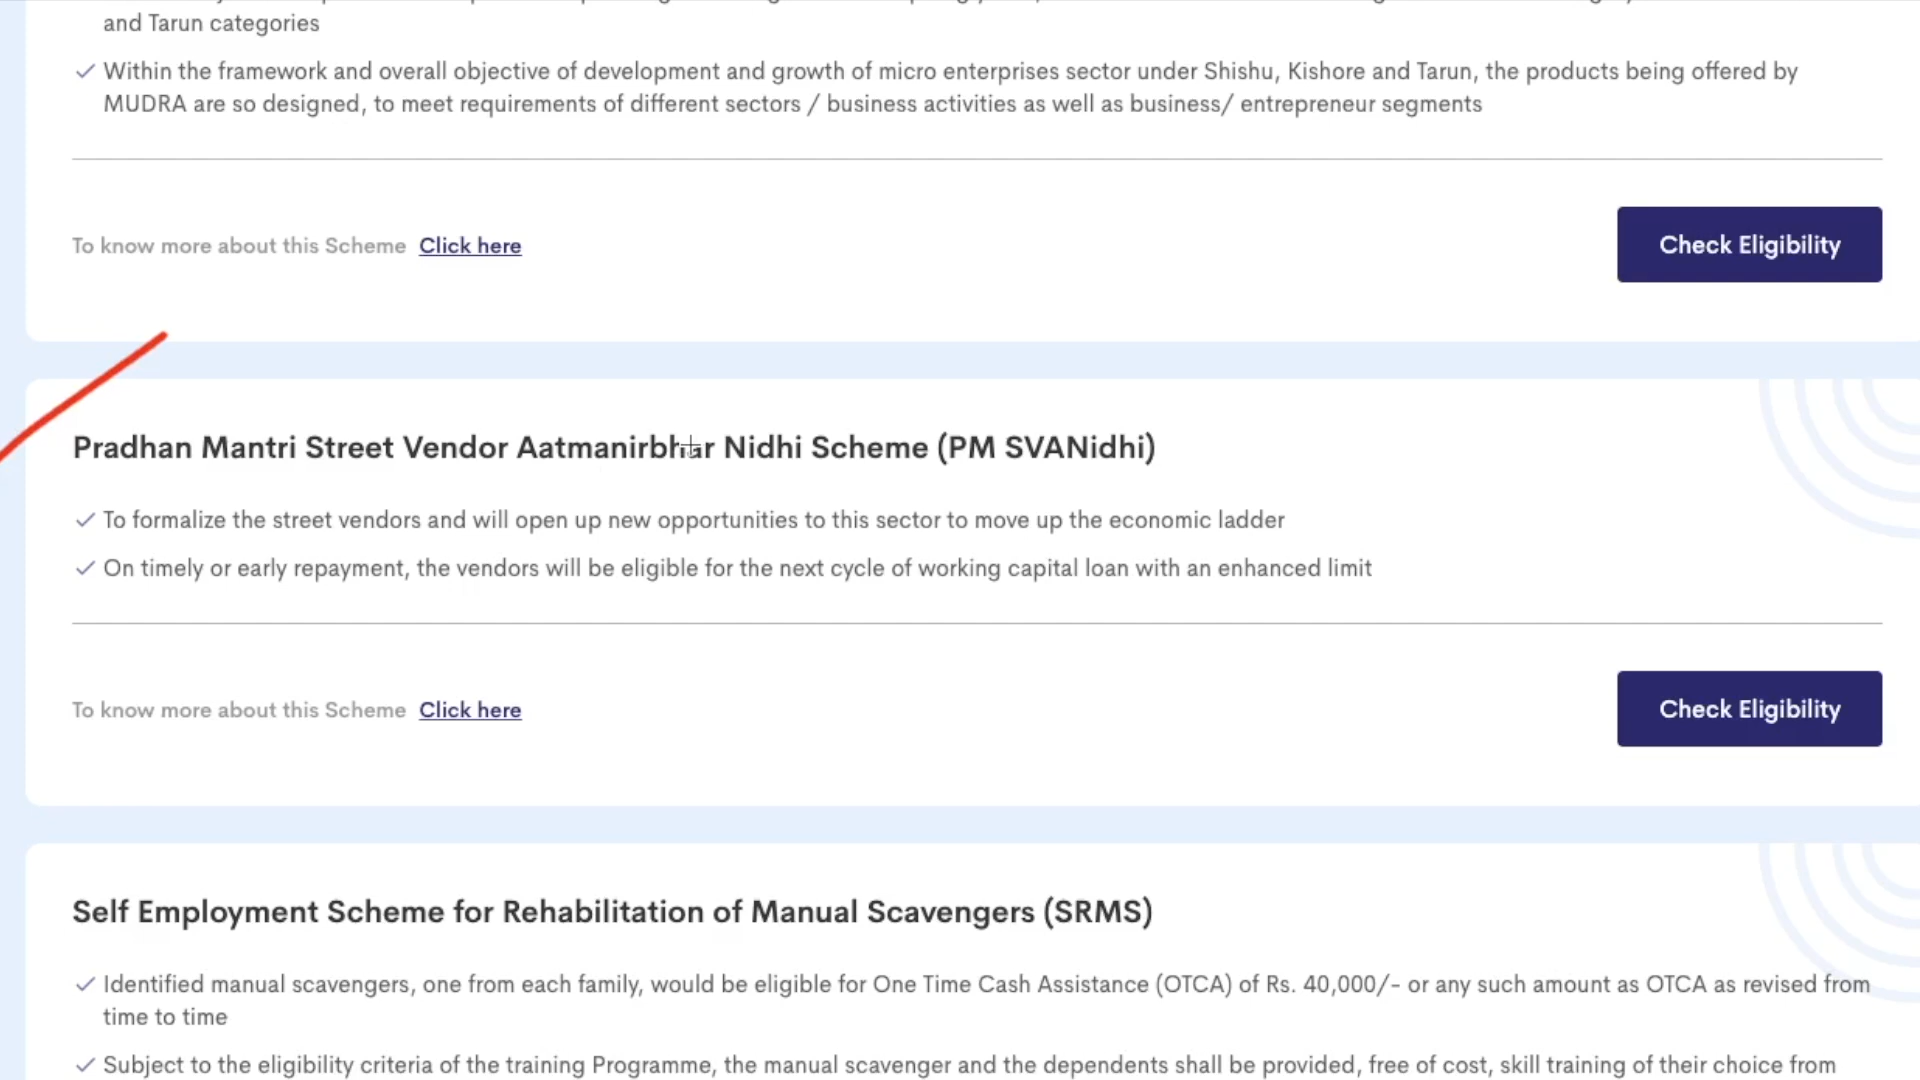 and Tarun categories
Within the framework and overall objective of development and growth of micro enterprises sector under Shishu, Kishore and Tarun, the products being offered by
MUDRA are so designed, to meet requirements of different sectors / business activities as well as business/ entrepreneur segments
To know more about this Scheme Click here
Check Eligibility
Pradhan Mantri Street Vendor Aatmanirbhar Nidhi Scheme (PM SVANidhi)
To formalize the street vendors and will open up new opportunities to this sector to move up the economic ladder
On timely or early repayment, the vendors will be eligible for the next cycle of working capital loan with an enhanced limit
To know more about this Scheme Click here
Check Eligibility
Self Employment Scheme for Rehabilitation of Manual Scavengers (SRMS)
Identified manual scavengers, one from each family, would be eligible for One Time Cash Assistance (OTCA) of Rs. 40,000/- or any such amount as OTCA as revised from
time to time
Subject to the eligibility criteria of the training Programme, the manual scavenger and the dependents shall be provided, free of cost, skill training of their choice from